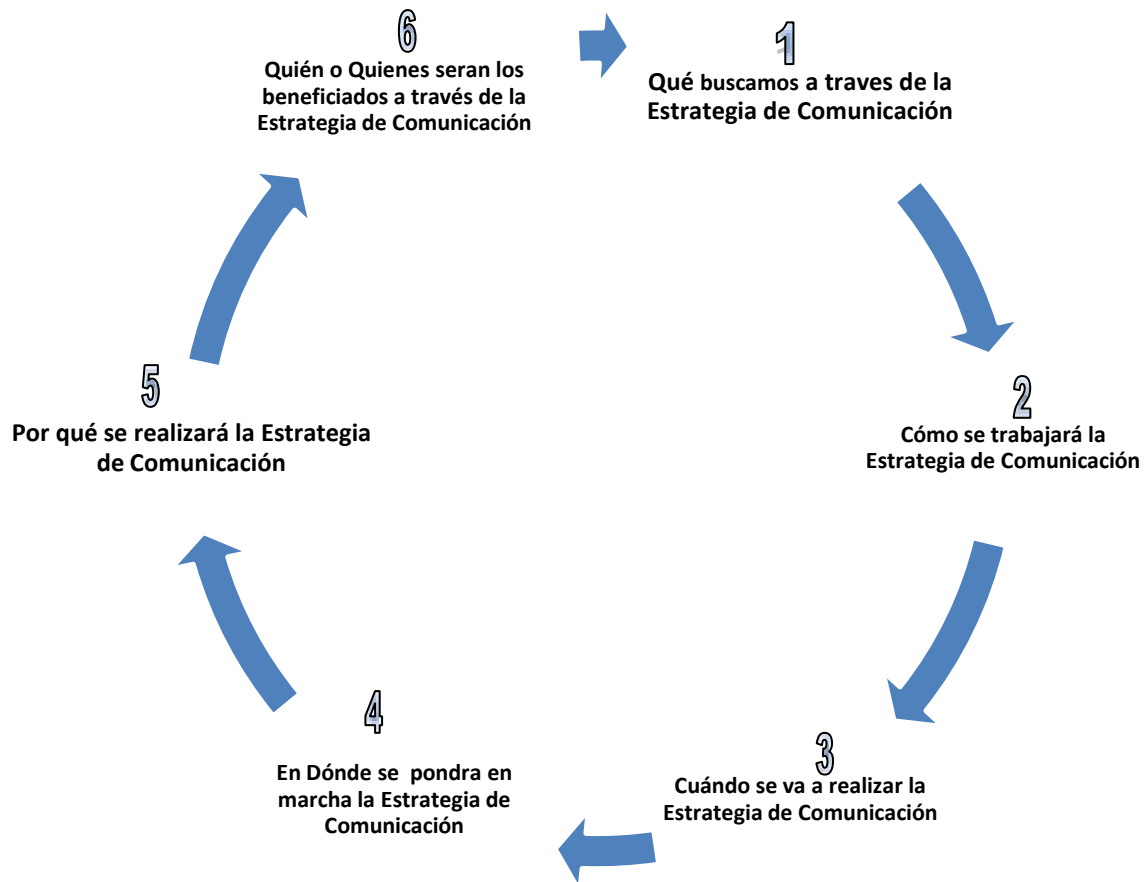 1
Qué buscamos a traves de la
Estrategia de Comunicación
2
Cómo se trabajará la
Estrategia de Comunicación
3
Cuándo se va a realizar la
Estrategia de Comunicación
4
En Dónde se  pondra en
marcha la Estrategia de
Comunicación
5
Por qué se realizará la Estrategia
de Comunicación
6
Quién o Quienes seran los
beneficiados a través de la
Estrategia de Comunicación